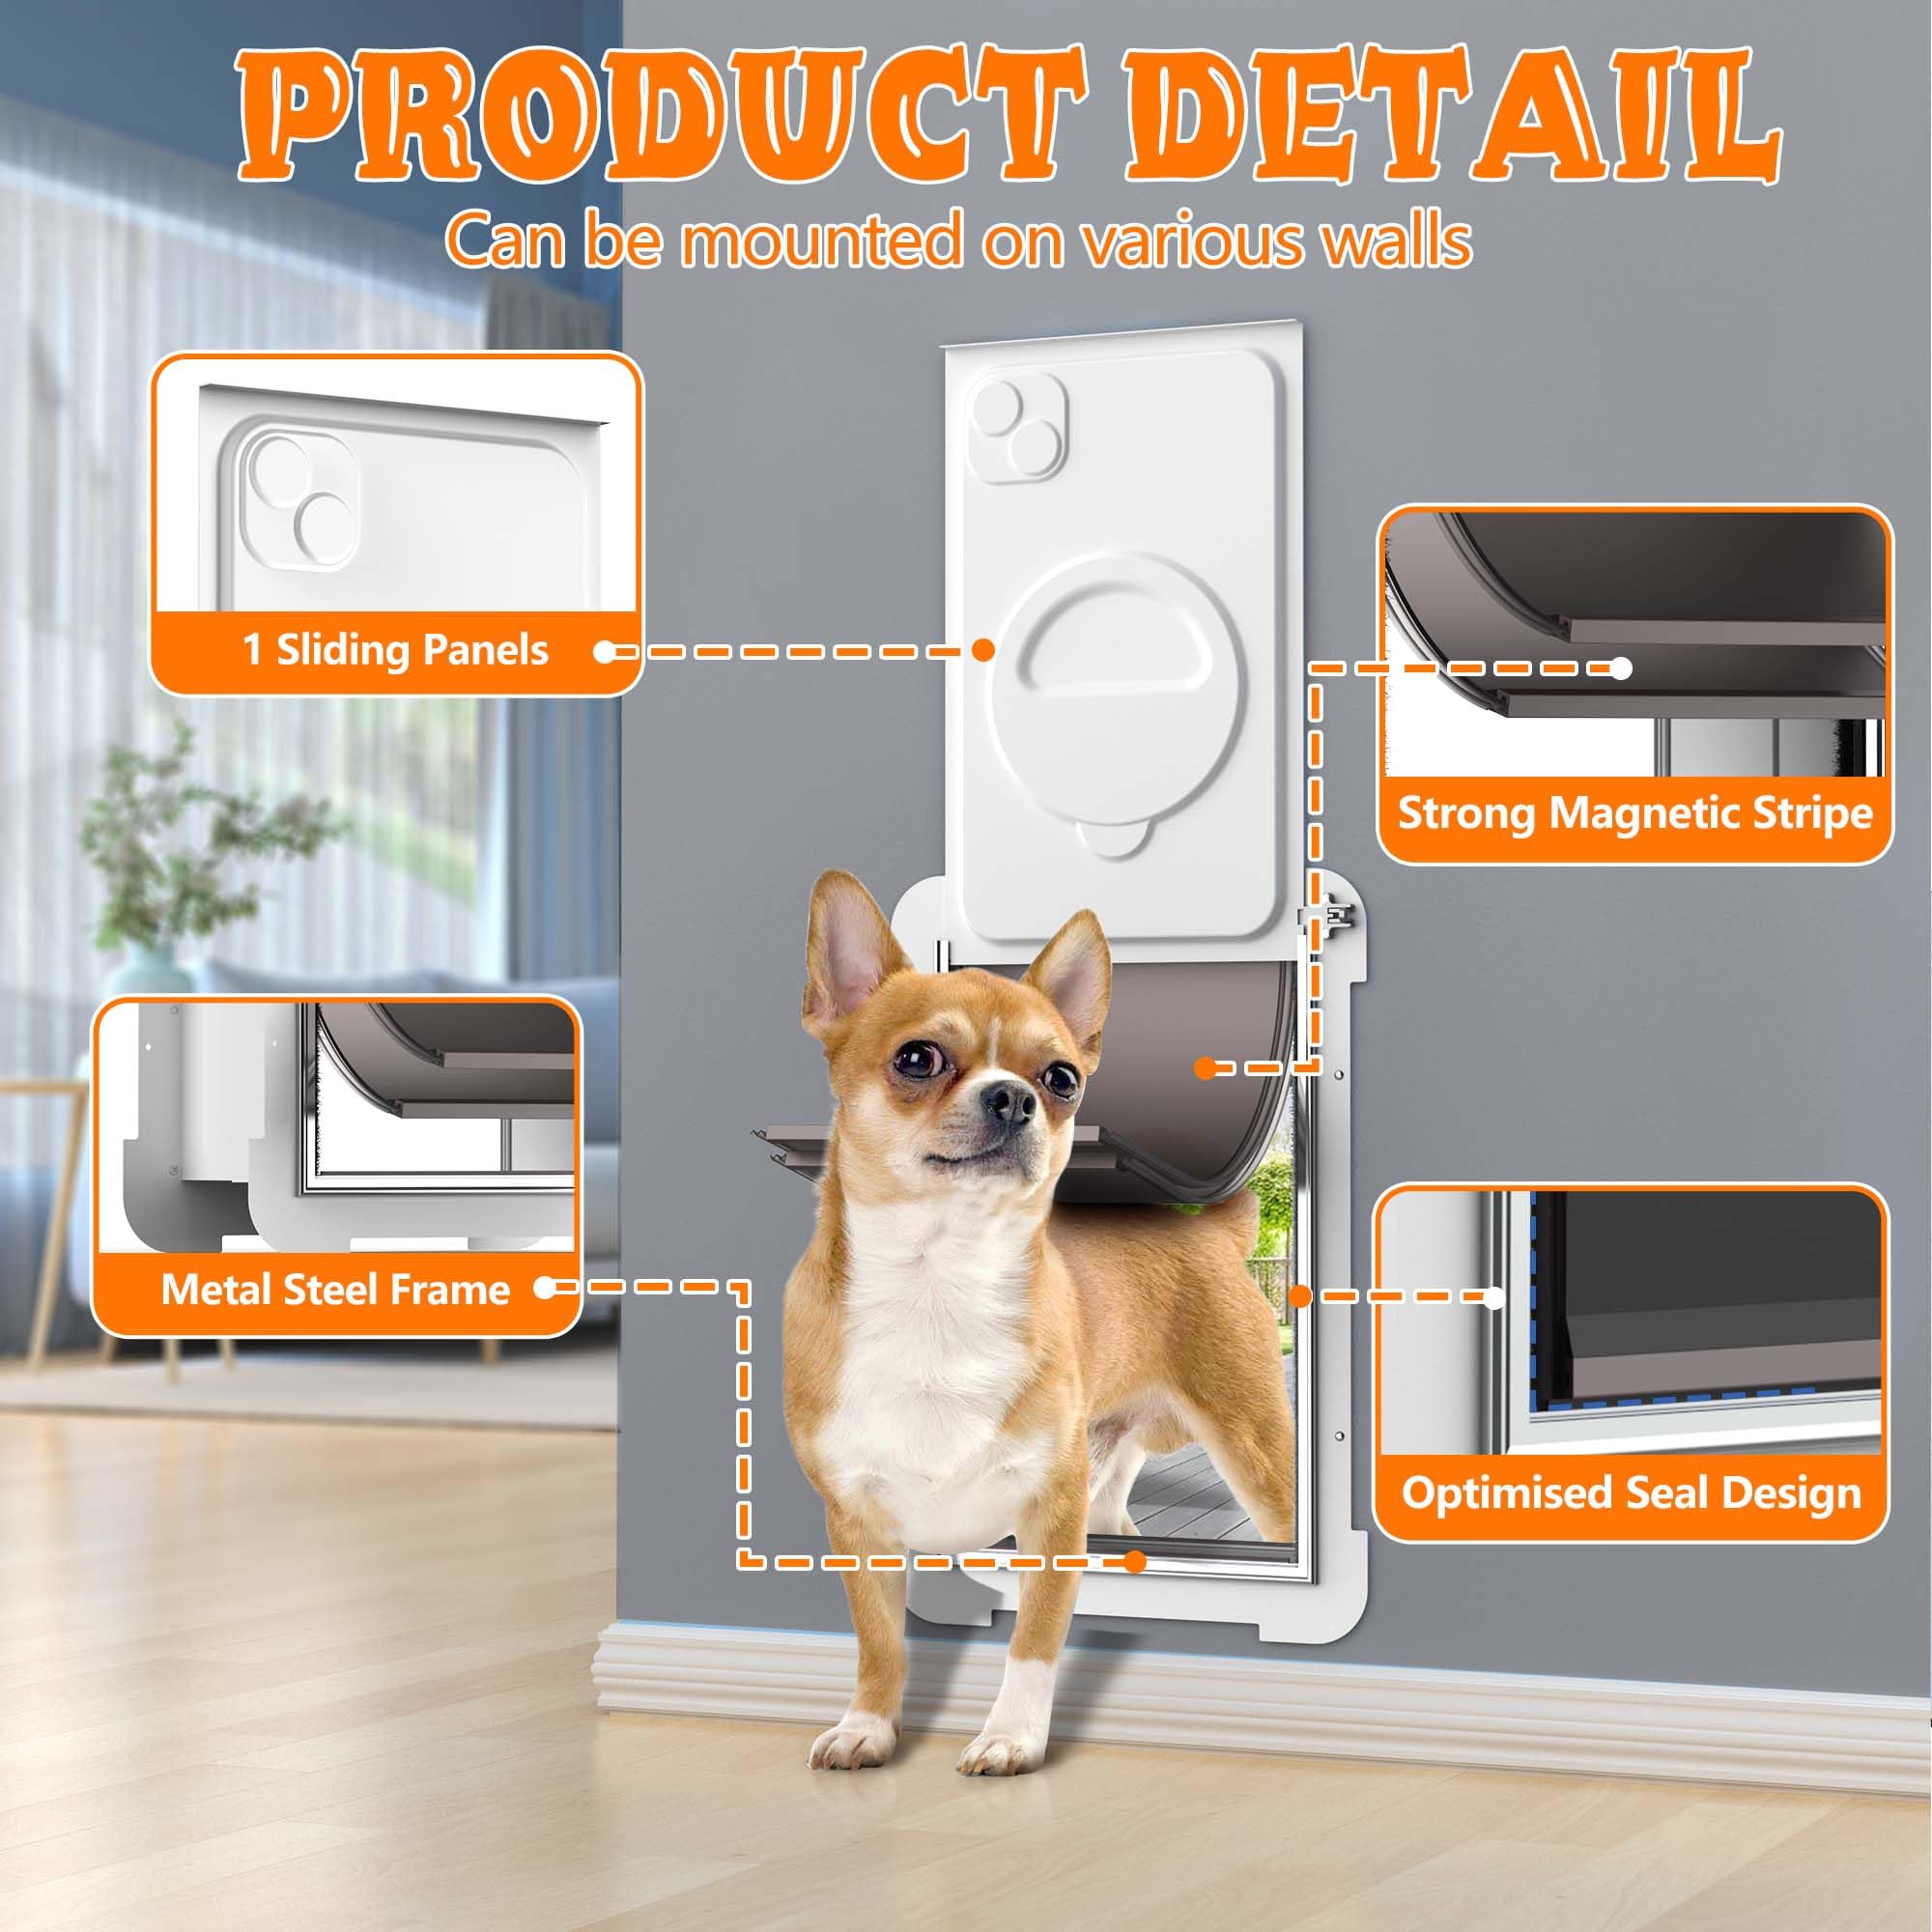 PRODUCT DETAIL
Can be mounted on various walls
1 Sliding Panels
Strong Magnetic Stripe
Metal Steel Frame
Optimised Seal Design